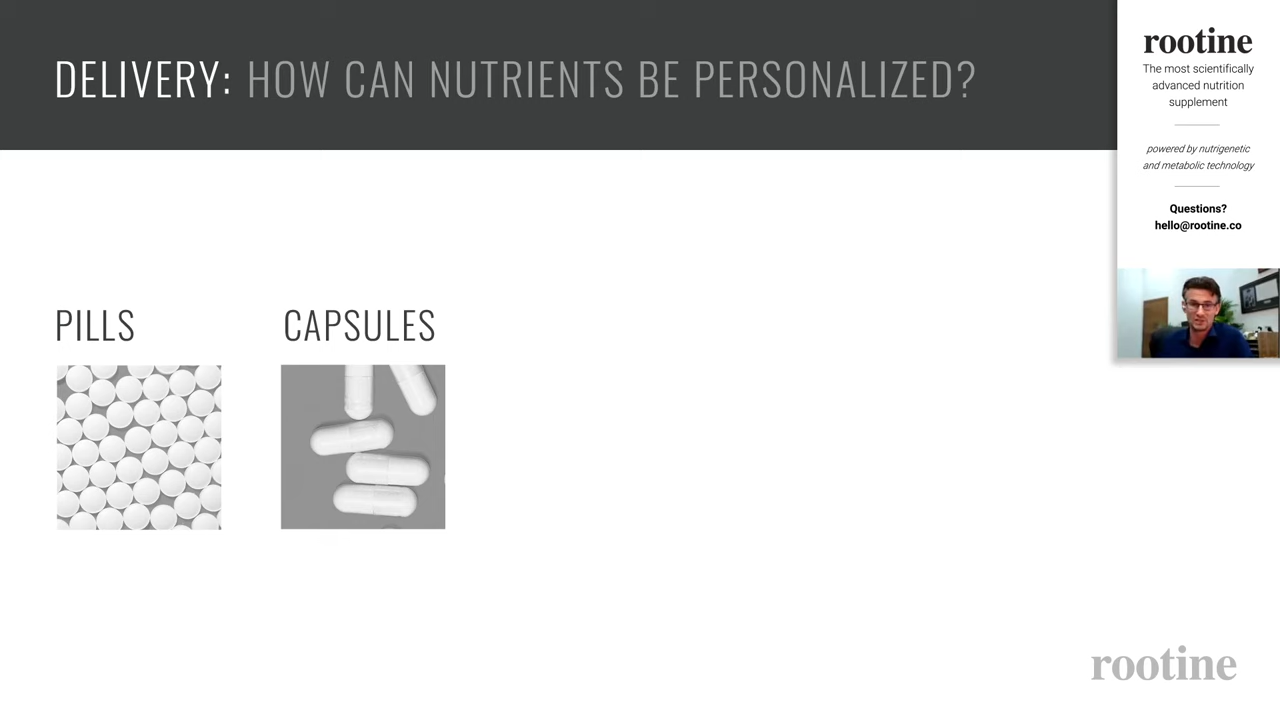 DELIVERY: HOW CAN NUTRIENTS BE PERSONALIZED?
rootine
The most scientifically
advanced nutrition
supplement
powered by nutrigenetic
and metabolic technology
Questions?
hello@rootine.co
PILLS
CAPSULES
rootine